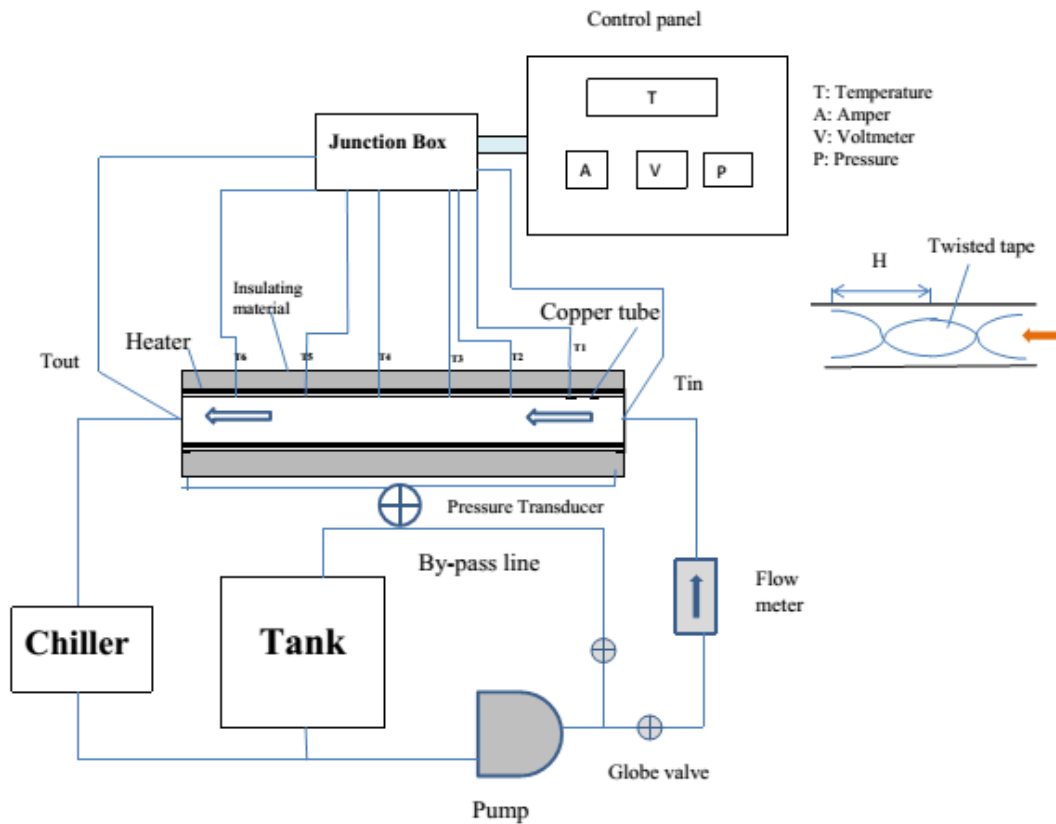 Control panel
T
T: Temperature
A: Amper
V: Voltmeter
P: Pressure
Junction Box
A
V
P
Twisted tape
H
Insulating
material
Copper tube
Heater
T6
T5
T4
T3
T2
T1
Tout
Tin
Pressure Transducer
By-pass line
Flow
meter
Chiller
Tank
Globe valve
Pump